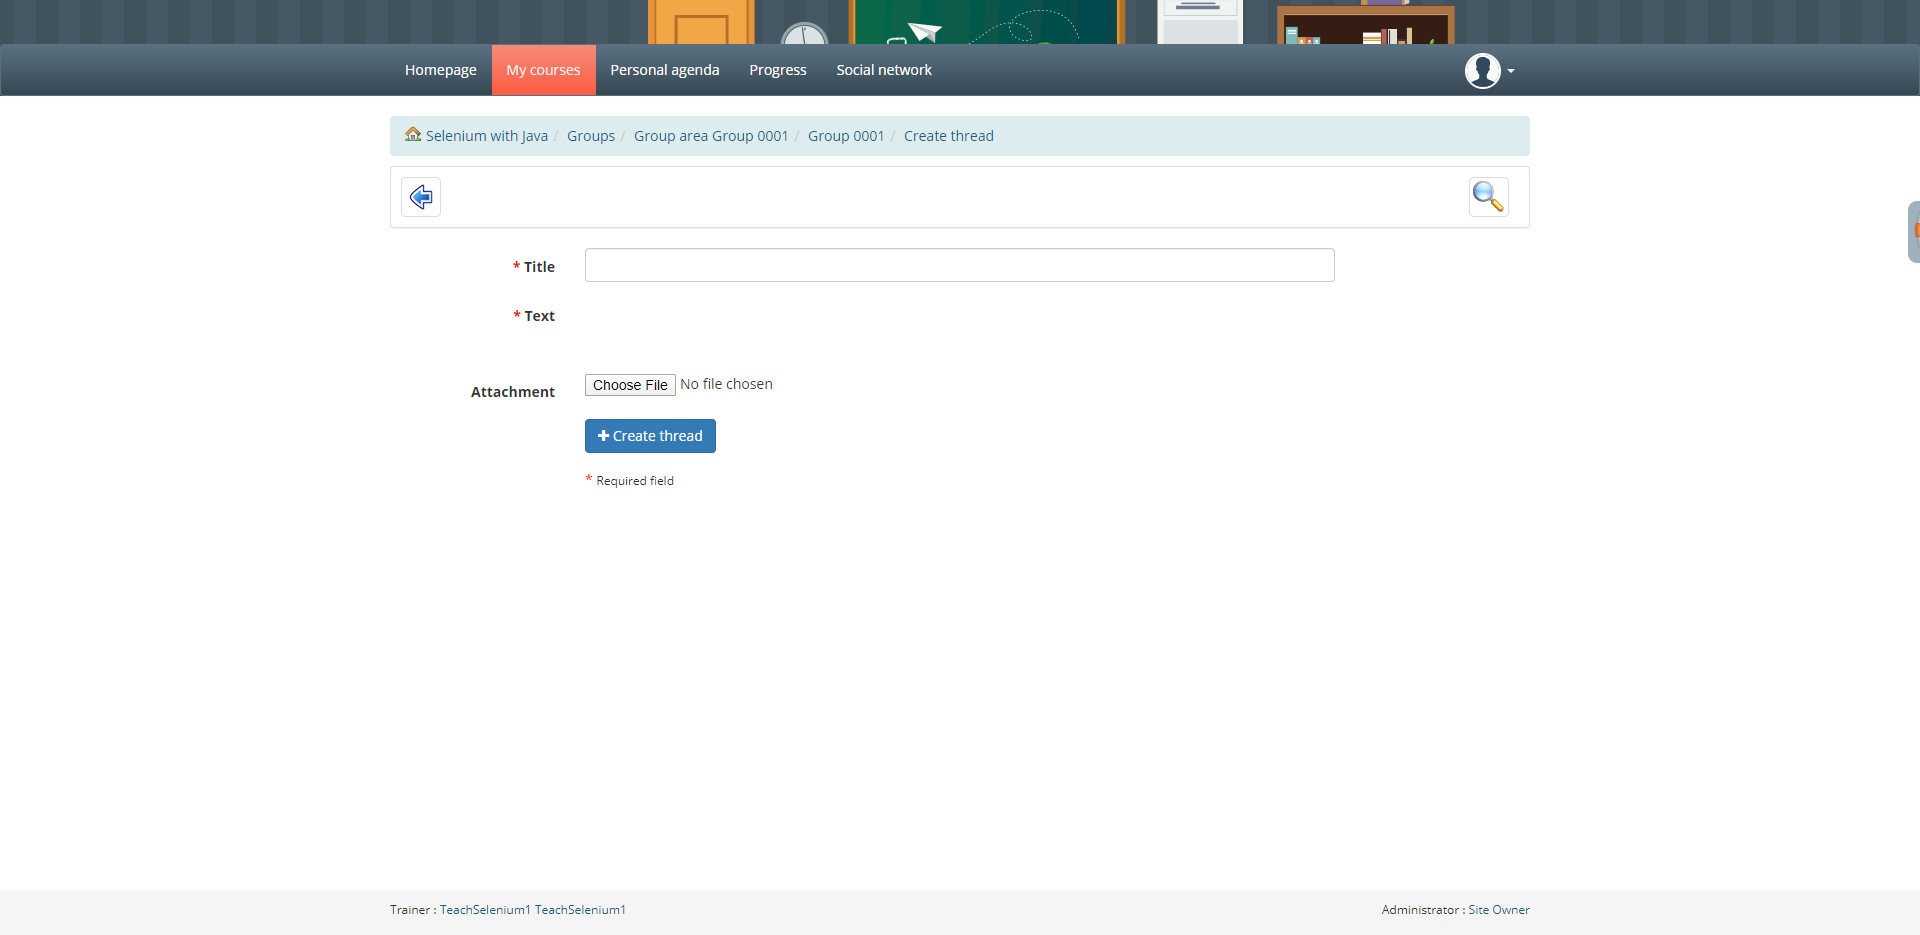 Homepage My courses Personal agenda Progress Social network
Selenium with Java / Groups / Group area Group 0001 / Group 0001 / Create thread
* Title
* Text
Attachment Choose File No file chosen
Create thread
* Required field
Trainer : TeachSelenium1 TeachSelenium1 Administrator : Site Owner